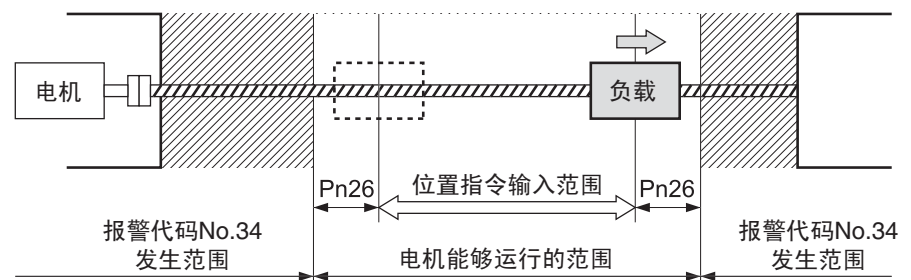 电机
负载
Pn26
位置指令输入范围
Pn26
报警代码No.34
发生范围
电机能够运行的范围
报警代码No.34
发生范围